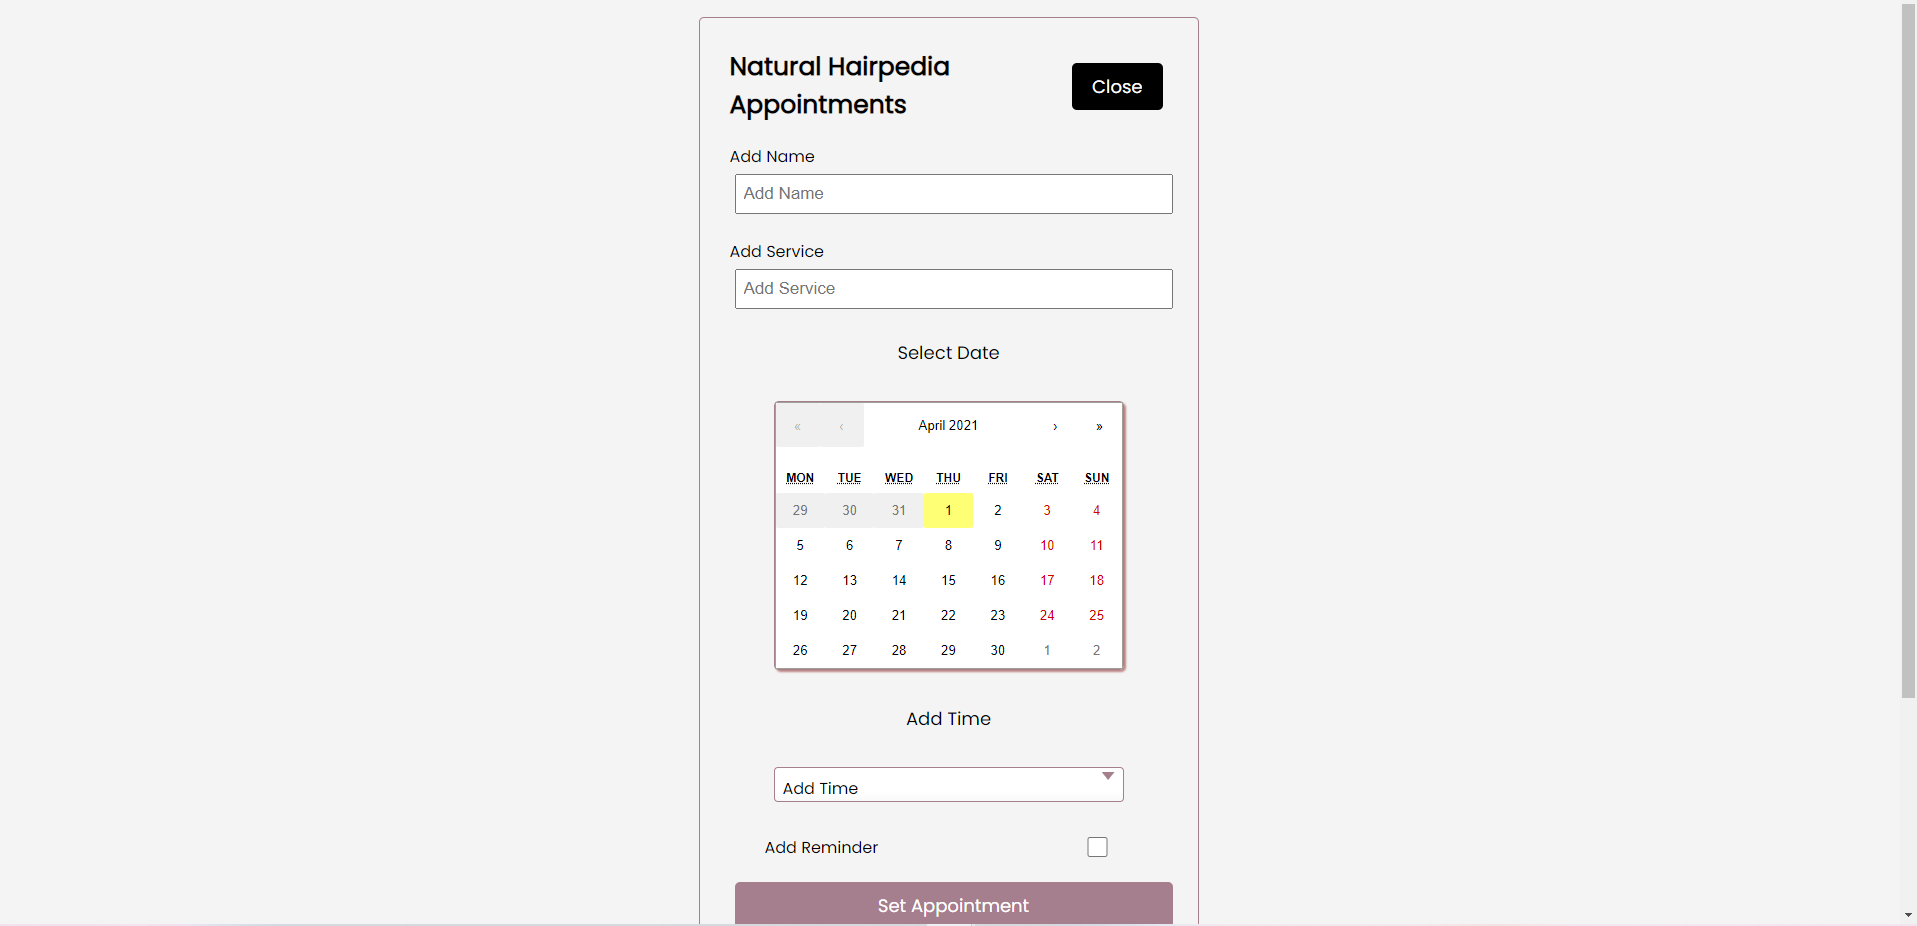 Natural Hairpedia
Appointments
Close
Add Name
Add Name
Add Service
Add Service
Select Date
« ‹ April 2021 › »
MON TUE WED THU FRI SAT SUN
29 30 31 1 2 3 4
5 6 7 8 9 10 11
12 13 14 15 16 17 18
19 20 21 22 23 24 25
26 27 28 29 30 1 2
Add Time
Add Time
Add Reminder
Set Appointment